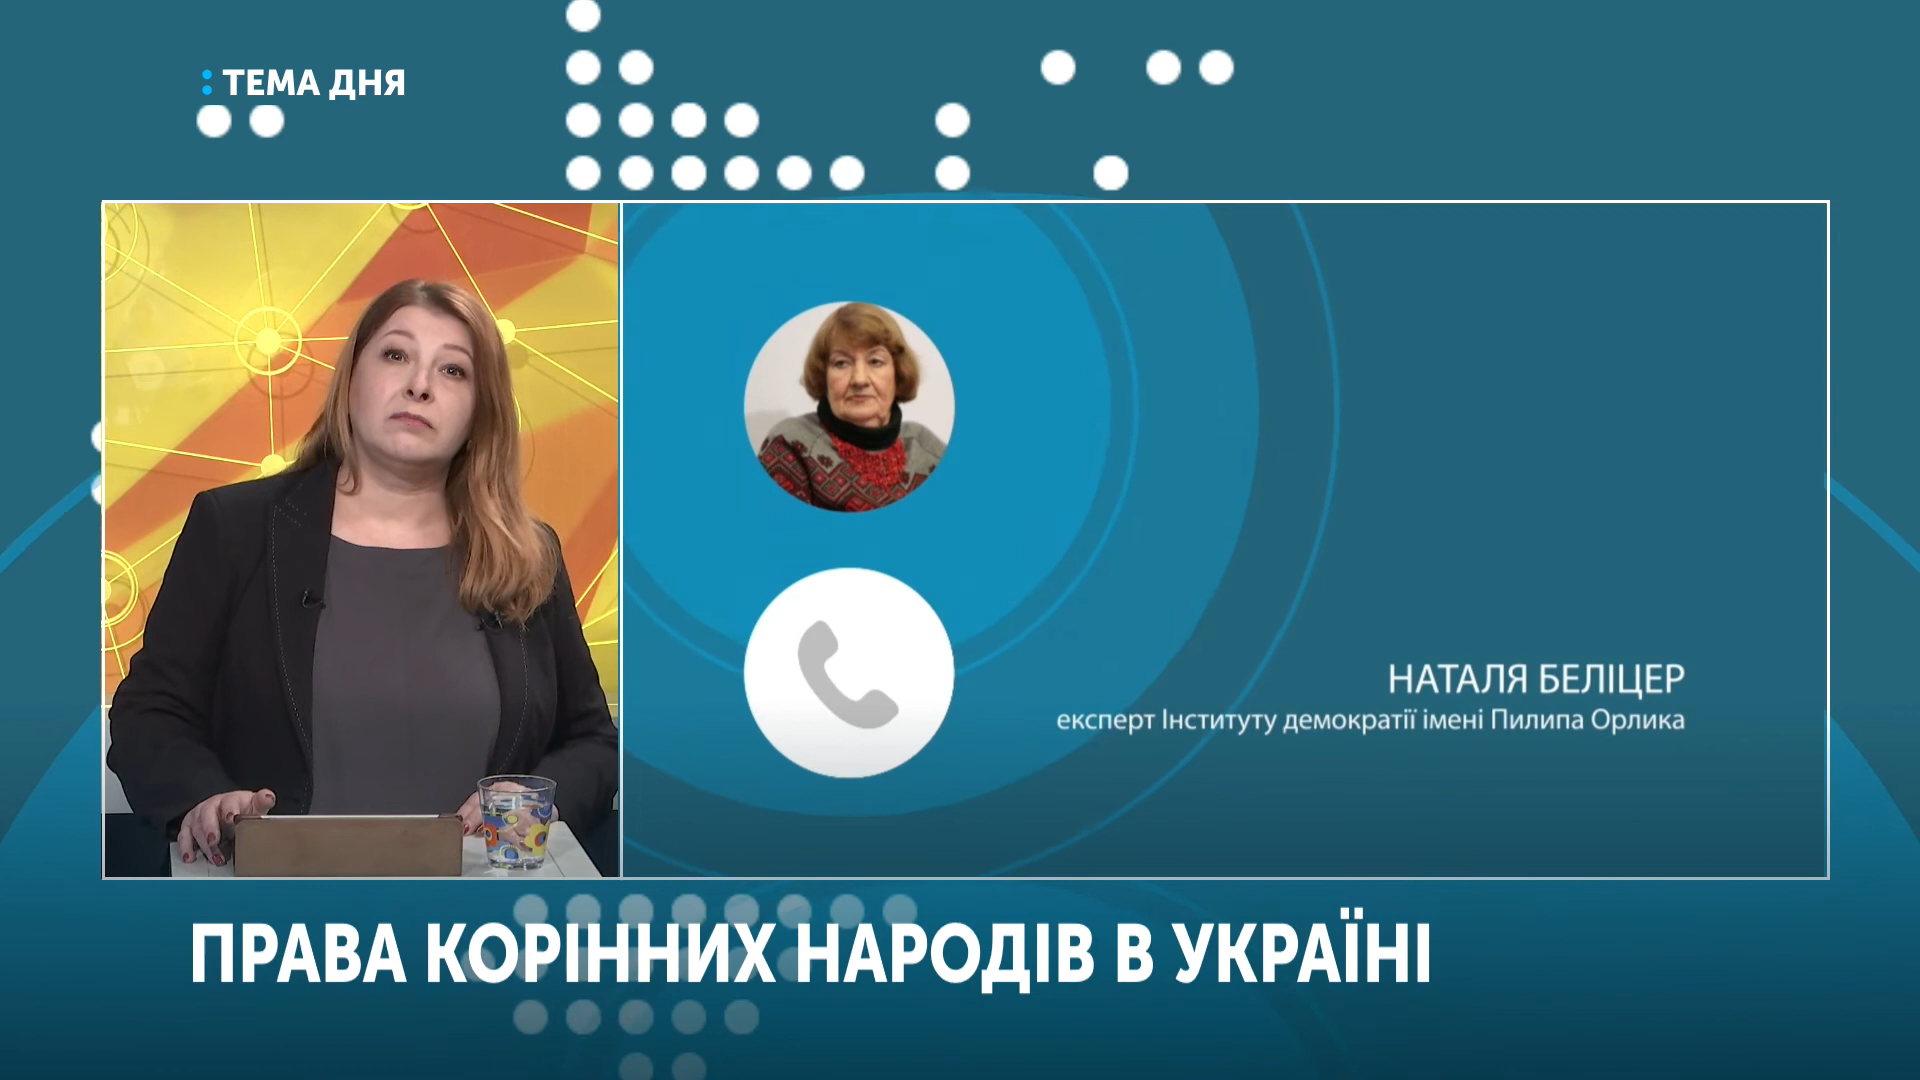 : ТЕМА ДНЯ
НАТАЛЯ БЕЛІЦЕР
експерт Інституту демократії імені Пилипа Орлика
ПРАВА КОРІННИХ НАРОДІВ В УКРАЇНІ